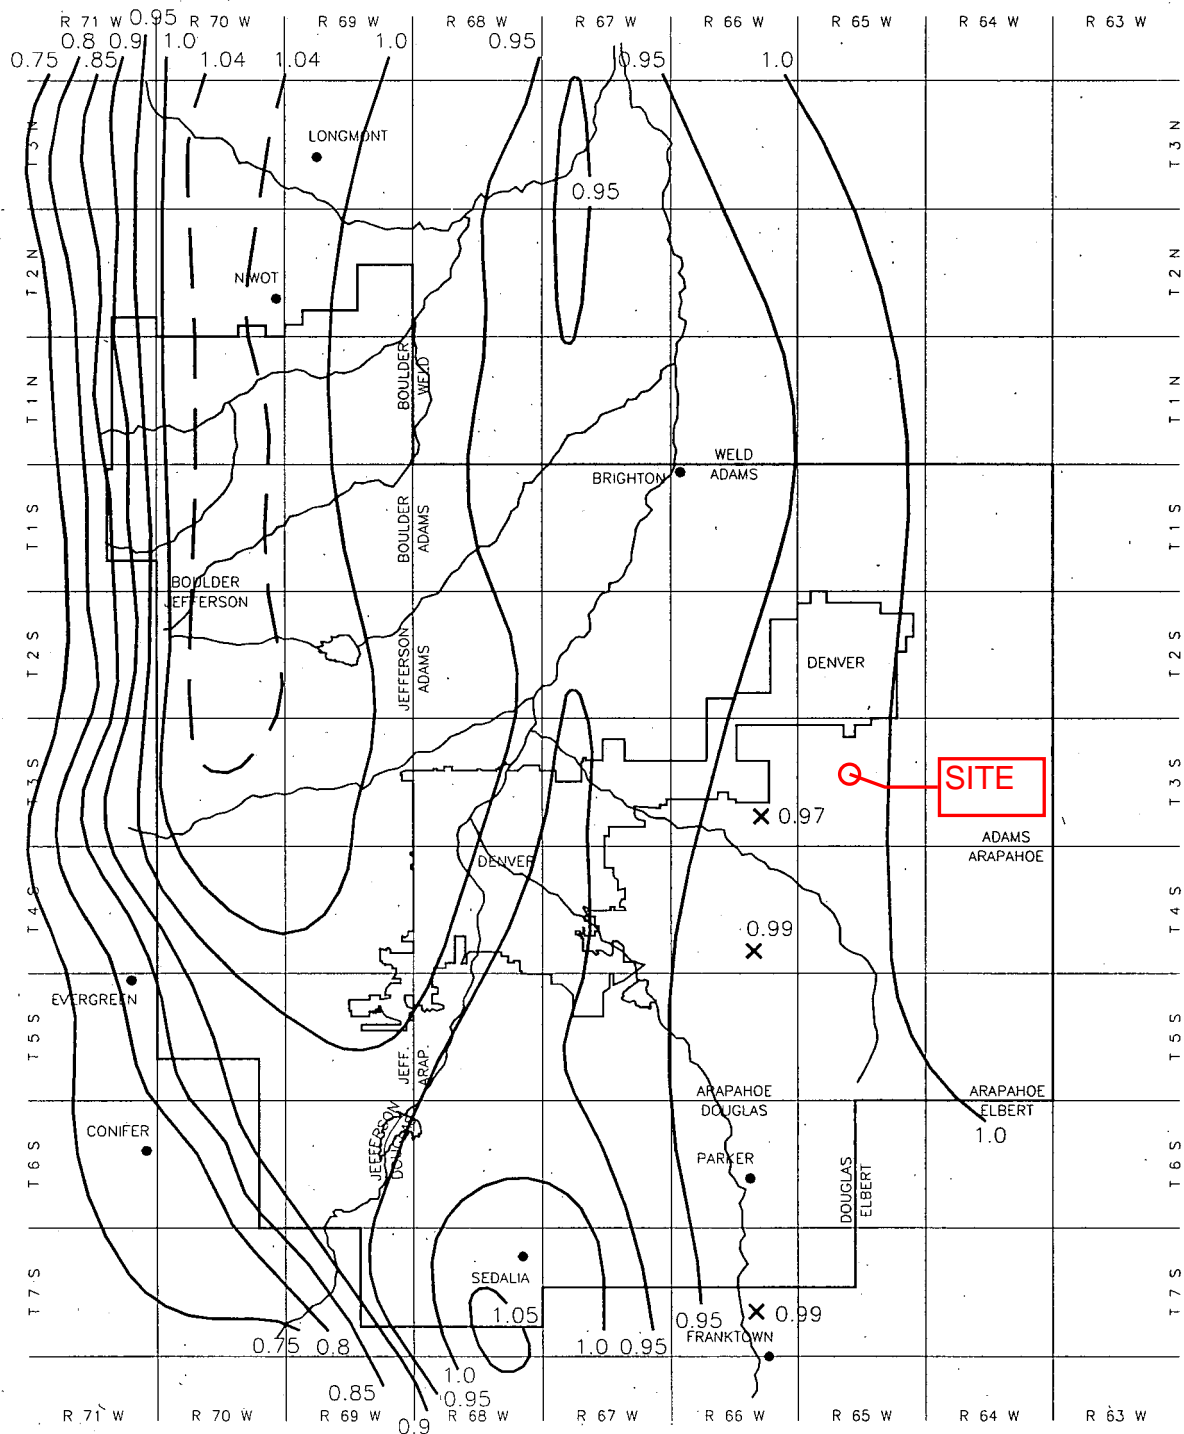 R 71 W
R 70 W
R 69 W
R 68 W
R 67 W
R 66 W
R 65 W
R 64 W
R 63 W
0.95
0.8
0.9
1.0
1.0
0.95
0.75
0.85
1.04
1.04
0.95
1.0
T 3 N
LONGMONT
T 3 N
0.95
T 2 N
NIWOT
T 2 N
T 1 N
BOULDER
WELD
T 1 N
BRIGHTON
WELD
ADAMS
T 1 S
BOULDER
ADAMS
T 1 S
BOULDER
JEFFERSON
T 2 S
JEFFERSON
ADAMS
DENVER
T 2 S
T 3 S
SITE
T 3 S
0.97
ADAMS
ARAPAHOE
DENVER
T 4 S
0.99
T 4 S
EVERGREEN
T 5 S
JEFF.
ARAP.
T 5 S
ARAPAHOE
DOUGLAS
ARAPAHOE
ELBERT
1.0
CONIFER
JEFFERSON
DOUGLAS
T 6 S
PARKER
DOUGLAS
ELBERT
T 6 S
SEDALIA
T 7 S
1.05
0.95
0.99
T 7 S
FRANKTOWN
0.75
0.8
1.0
0.95
0.85
1.0
0.95
0.9
R 71 W
R 70 W
R 69 W
R 68 W
R 67 W
R 66 W
R 65 W
R 64 W
R 63 W